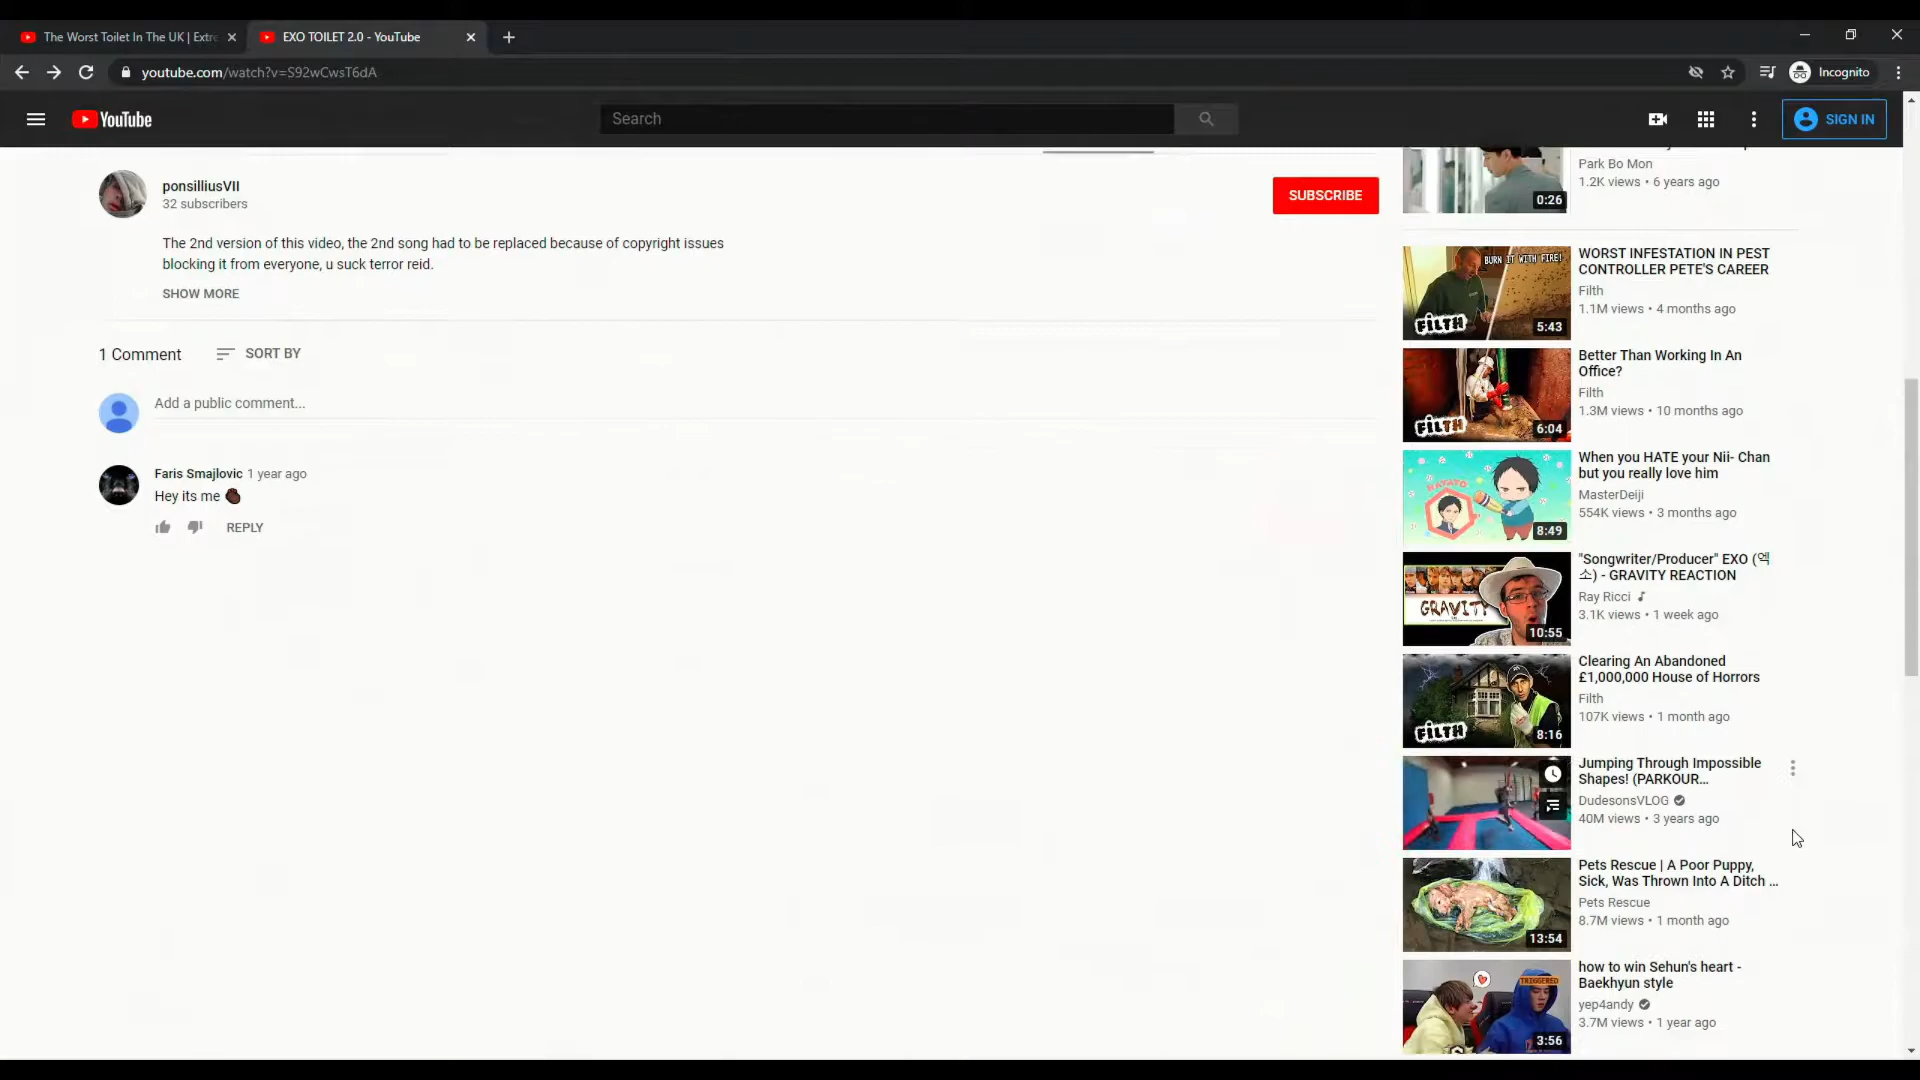 The Worst Toilet In The UK | Extre
EXO TOILET 2.0 - YouTube
youtube.com/watch?v=S92wCwsT6dA
Incognito
YouTube
Search
SIGN IN
ponsilliusVII
32 subscribers
SUBSCRIBE
The 2nd version of this video, the 2nd song had to be replaced because of copyright issues
blocking it from everyone, u suck terror reid.
SHOW MORE
1 Comment
SORT BY
Add a public comment...
Faris Smajlovic 1 year ago
Hey its me
REPLY
0:26
Park Bo Mon
1.2K views • 6 years ago
BURN IT WITH FIRE!
FILTH
5:43
WORST INFESTATION IN PEST
CONTROLLER PETE'S CAREER
Filth
1.1M views • 4 months ago
FILTH
6:04
Better Than Working In An
Office?
Filth
1.3M views • 10 months ago
HAYATO
8:49
When you HATE your Nii- Chan
but you really love him
MasterDeiji
554K views • 3 months ago
GRAVITY
10:55
"Songwriter/Producer" EXO (엑
소) - GRAVITY REACTION
Ray Ricci
3.1K views • 1 week ago
FILTH
8:16
Clearing An Abandoned
£1,000,000 House of Horrors
Filth
107K views • 1 month ago
Jumping Through Impossible
Shapes! (PARKOUR...
DudesonsVLOG
40M views • 3 years ago
13:54
Pets Rescue | A Poor Puppy,
Sick, Was Thrown Into A Ditch ...
Pets Rescue
8.7M views • 1 month ago
TRIGGERED
3:56
how to win Sehun's heart -
Baekhyun style
yep4andy
3.7M views • 1 year ago